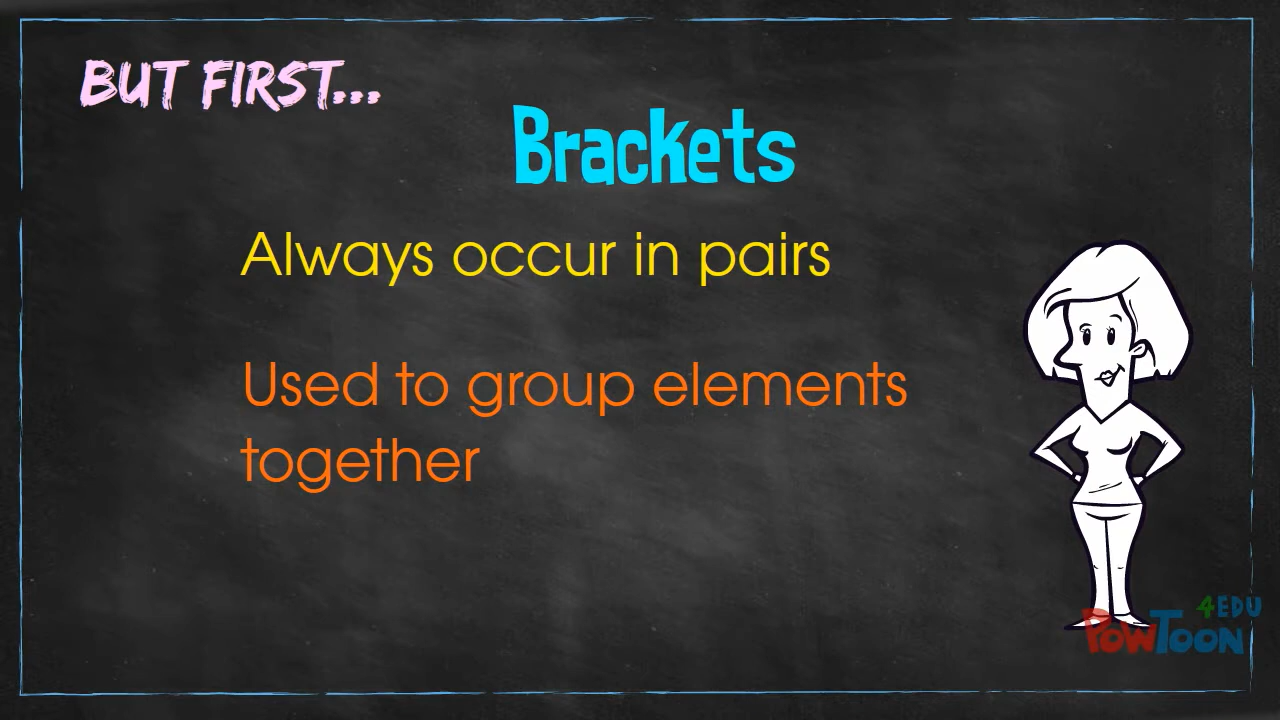 BUT FIRST...
Brackets
Always occur in pairs
Used to group elements
together
4EDU
POWTOON